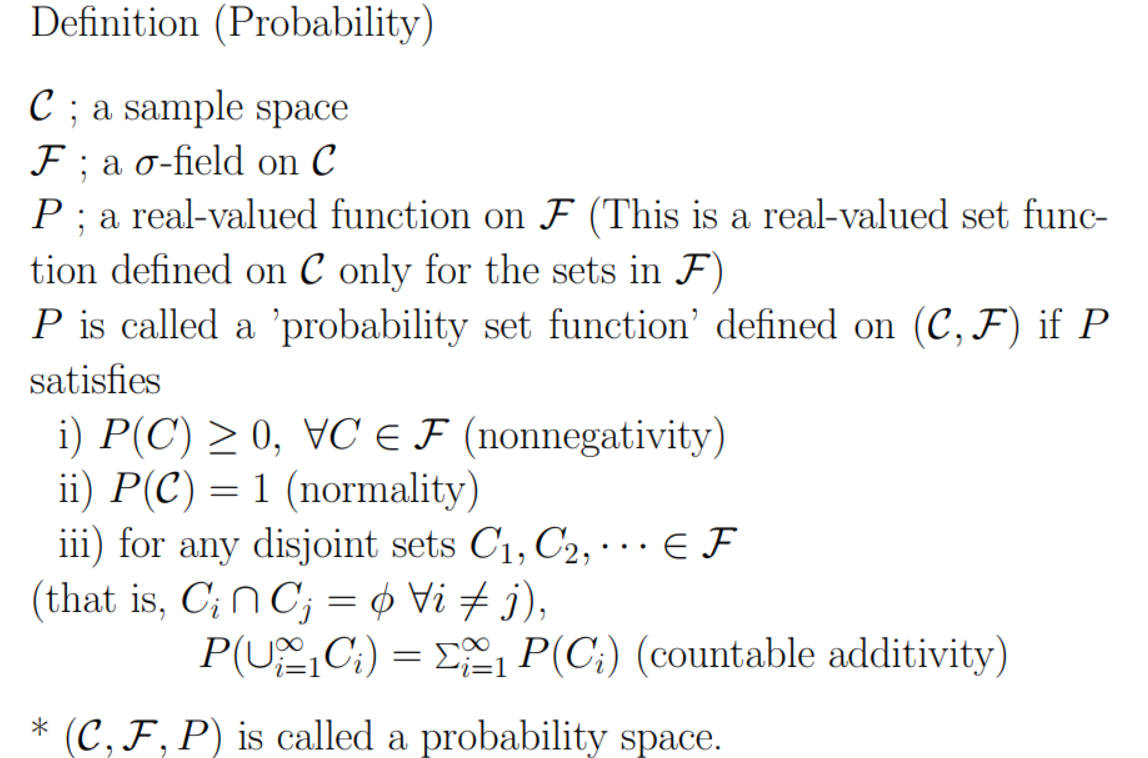 Definition (Probability)
𝒞 ; a sample space
ℱ ; a σ-field on 𝒞
P ; a real-valued function on ℱ (This is a real-valued set func-
tion defined on 𝒞 only for the sets in ℱ)
P is called a ’probability set function’ defined on (𝒞, ℱ) if P
satisfies
i) P(C) ≥ 0, ∀C ∈ ℱ (nonnegativity)
ii) P(𝒞) = 1 (normality)
iii) for any disjoint sets C₁, C₂, ⋯ ∈ ℱ
(that is, Cᵢ ∩ Cⱼ = ϕ ∀i ≠ j),
P(∪_{i=1}^{∞} Cᵢ) = Σ_{i=1}^{∞} P(Cᵢ) (countable additivity)
* (𝒞, ℱ, P) is called a probability space.